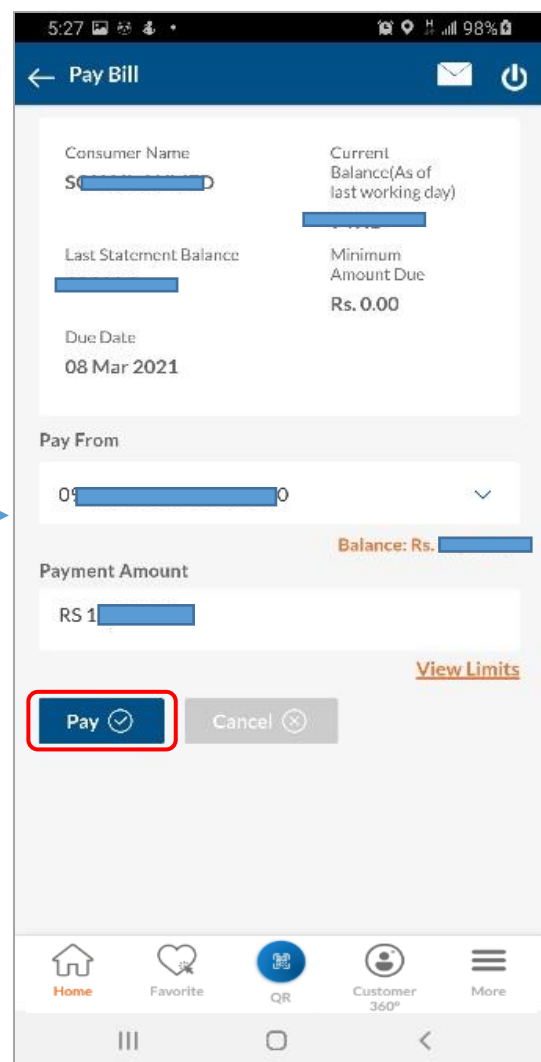 5:27
98%
Pay Bill
Consumer Name
Current
Balance(As of
last working day)
Last Statement Balance
Minimum
Amount Due
Rs. 0.00
Due Date
08 Mar 2021
Pay From
Balance: Rs.
Payment Amount
RS 1
View Limits
Pay
Cancel
Home
Favorite
QR
Customer
360°
More